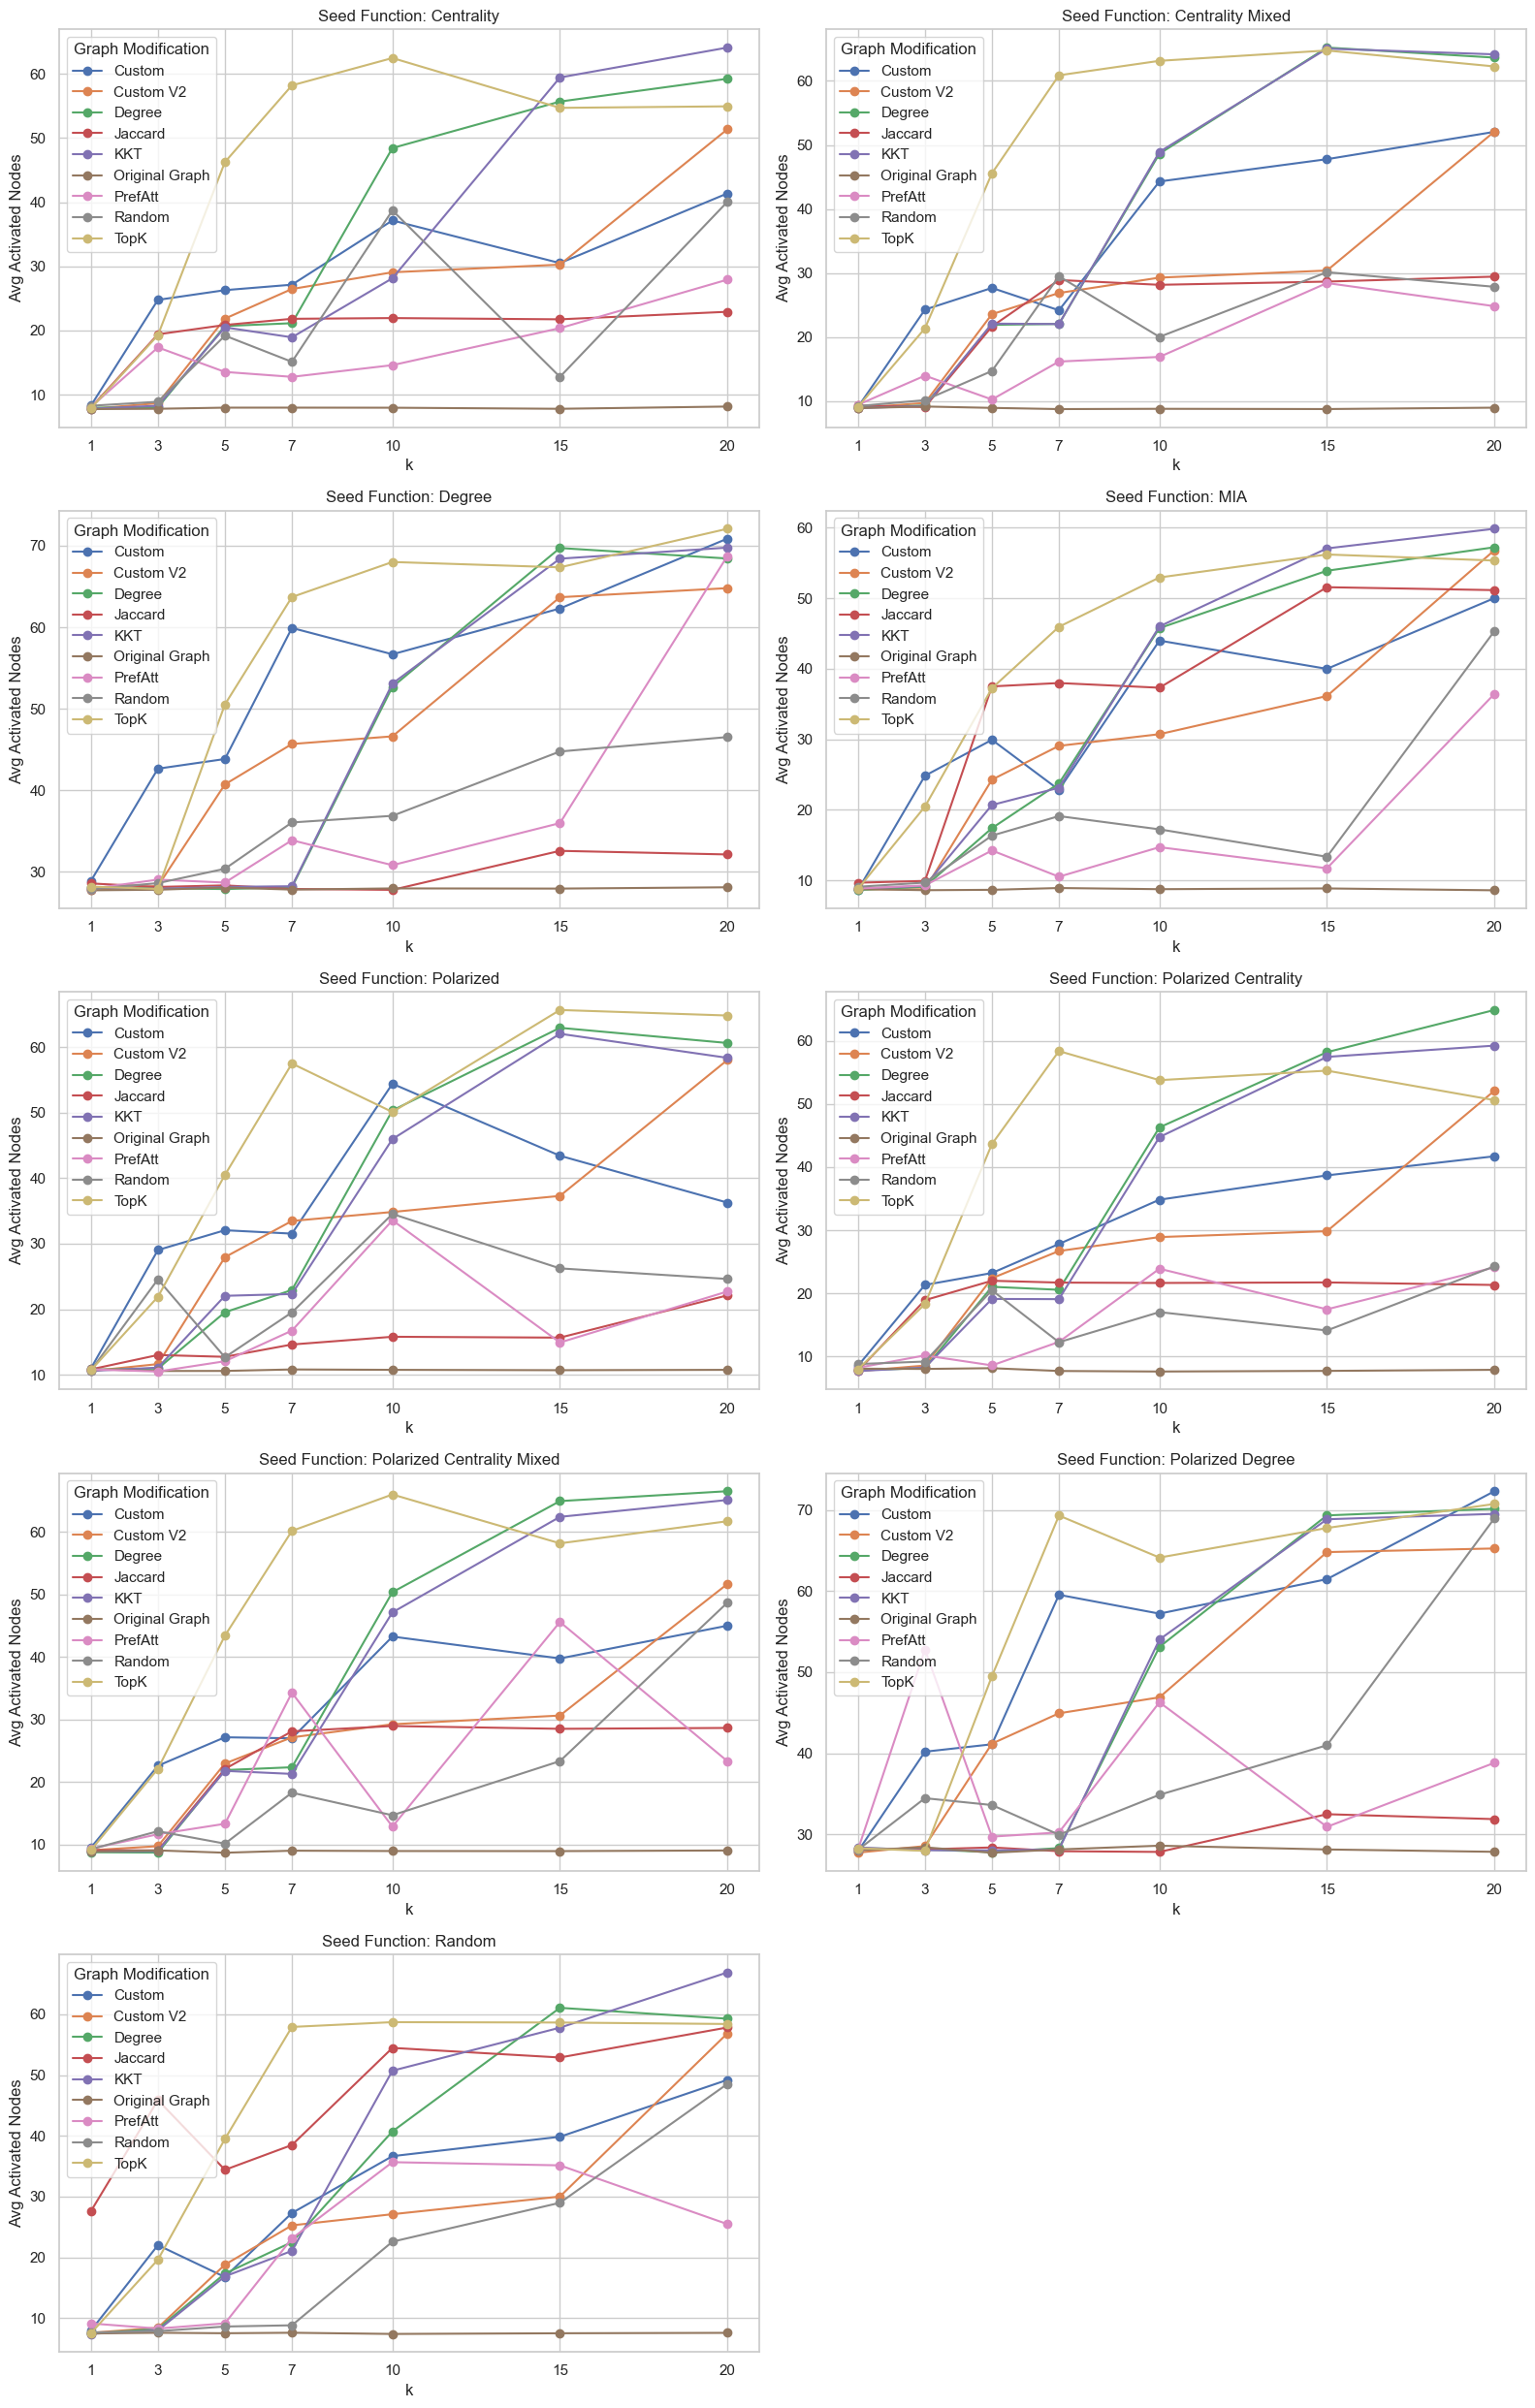 Seed Function: Centrality
Graph Modification
Custom
Custom V2
Degree
Jaccard
KKT
Original Graph
PrefAtt
Random
TopK
Avg Activated Nodes
60
50
40
30
20
10
1 3 5 7 10 15 20
k
Seed Function: Centrality Mixed
Graph Modification
Custom
Custom V2
Degree
Jaccard
KKT
Original Graph
PrefAtt
Random
TopK
Avg Activated Nodes
60
50
40
30
20
10
1 3 5 7 10 15 20
k
Seed Function: Degree
Graph Modification
Custom
Custom V2
Degree
Jaccard
KKT
Original Graph
PrefAtt
Random
TopK
Avg Activated Nodes
70
60
50
40
30
1 3 5 7 10 15 20
k
Seed Function: MIA
Graph Modification
Custom
Custom V2
Degree
Jaccard
KKT
Original Graph
PrefAtt
Random
TopK
Avg Activated Nodes
60
50
40
30
20
10
1 3 5 7 10 15 20
k
Seed Function: Polarized
Graph Modification
Custom
Custom V2
Degree
Jaccard
KKT
Original Graph
PrefAtt
Random
TopK
Avg Activated Nodes
60
50
40
30
20
10
1 3 5 7 10 15 20
k
Seed Function: Polarized Centrality
Graph Modification
Custom
Custom V2
Degree
Jaccard
KKT
Original Graph
PrefAtt
Random
TopK
Avg Activated Nodes
60
50
40
30
20
10
1 3 5 7 10 15 20
k
Seed Function: Polarized Centrality Mixed
Graph Modification
Custom
Custom V2
Degree
Jaccard
KKT
Original Graph
PrefAtt
Random
TopK
Avg Activated Nodes
60
50
40
30
20
10
1 3 5 7 10 15 20
k
Seed Function: Polarized Degree
Graph Modification
Custom
Custom V2
Degree
Jaccard
KKT
Original Graph
PrefAtt
Random
TopK
Avg Activated Nodes
70
60
50
40
30
1 3 5 7 10 15 20
k
Seed Function: Random
Graph Modification
Custom
Custom V2
Degree
Jaccard
KKT
Original Graph
PrefAtt
Random
TopK
Avg Activated Nodes
60
50
40
30
20
10
1 3 5 7 10 15 20
k